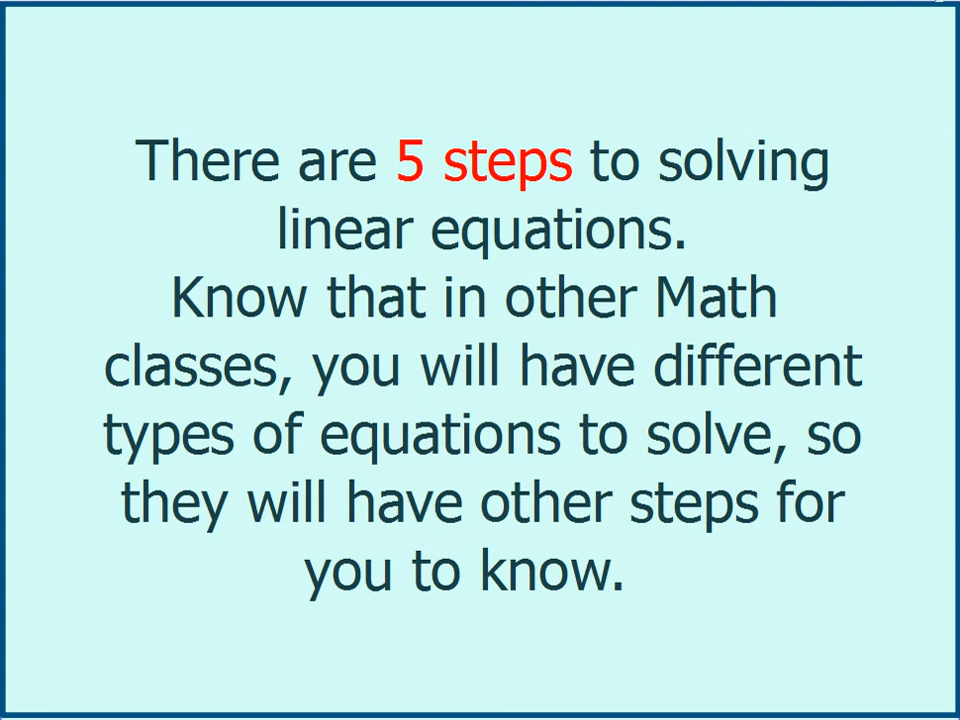 There are 5 steps to solving
linear equations.
Know that in other Math
classes, you will have different
types of equations to solve, so
they will have other steps for
you to know.